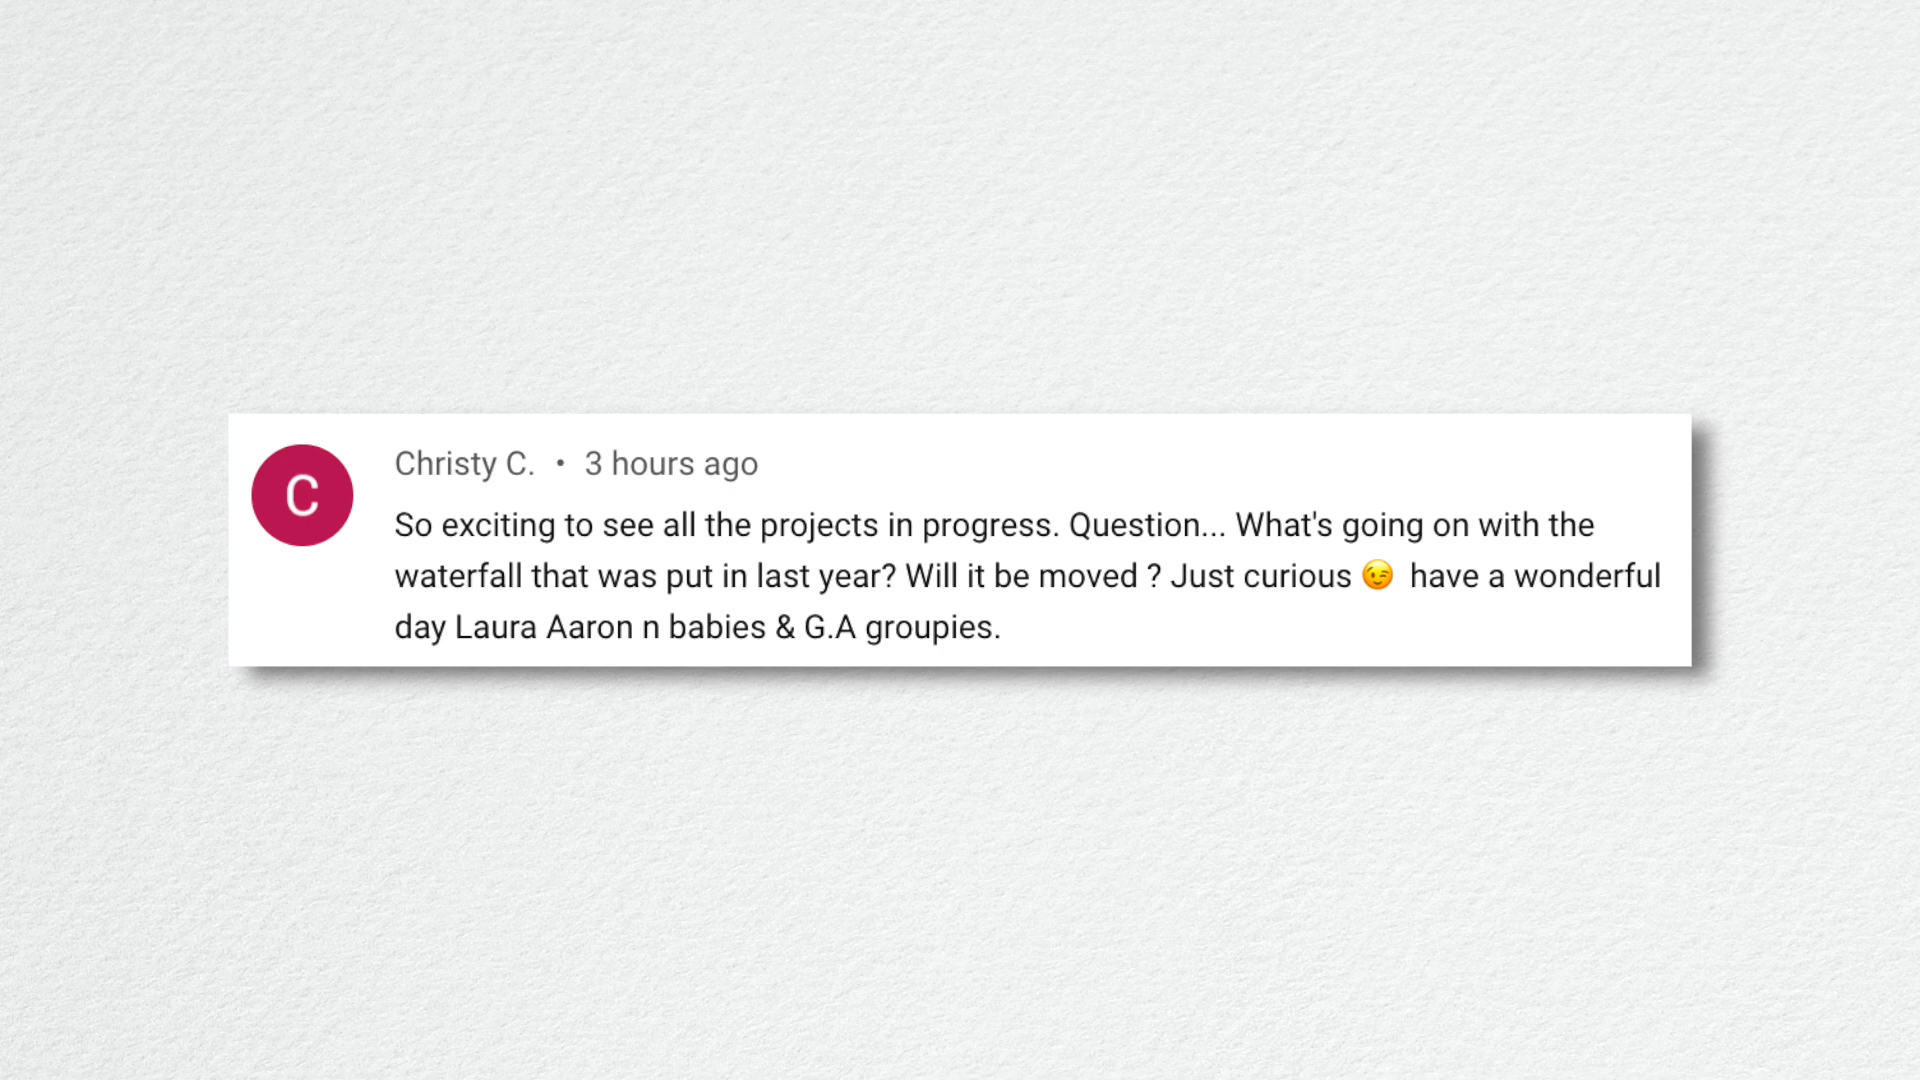 C
Christy C. • 3 hours ago
So exciting to see all the projects in progress. Question... What's going on with the
waterfall that was put in last year? Will it be moved ? Just curious 😉 have a wonderful
day Laura Aaron n babies & G.A groupies.